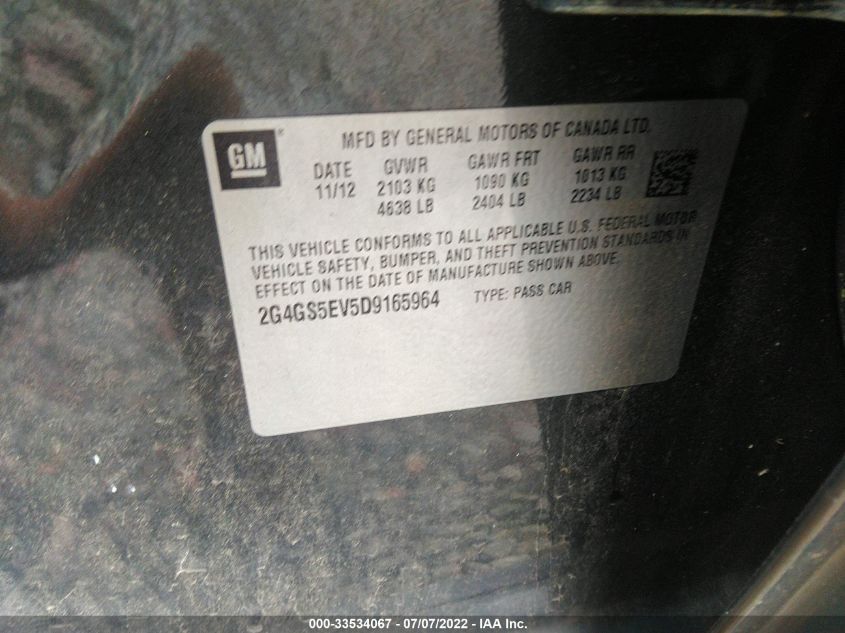 GM
MFD BY GENERAL MOTORS OF CANADA LTD.
DATE GVWR GAWR FRT GAWR RR
11/12 2103 KG 1090 KG 1013 KG
4638 LB 2404 LB 2234 LB
THIS VEHICLE CONFORMS TO ALL APPLICABLE U.S. FEDERAL MOTOR
VEHICLE SAFETY, BUMPER, AND THEFT PREVENTION STANDARDS IN
EFFECT ON THE DATE OF MANUFACTURE SHOWN ABOVE.
2G4GS5EV5D9165964 TYPE: PASS CAR
000-33534067 - 07/07/2022 - IAA Inc.